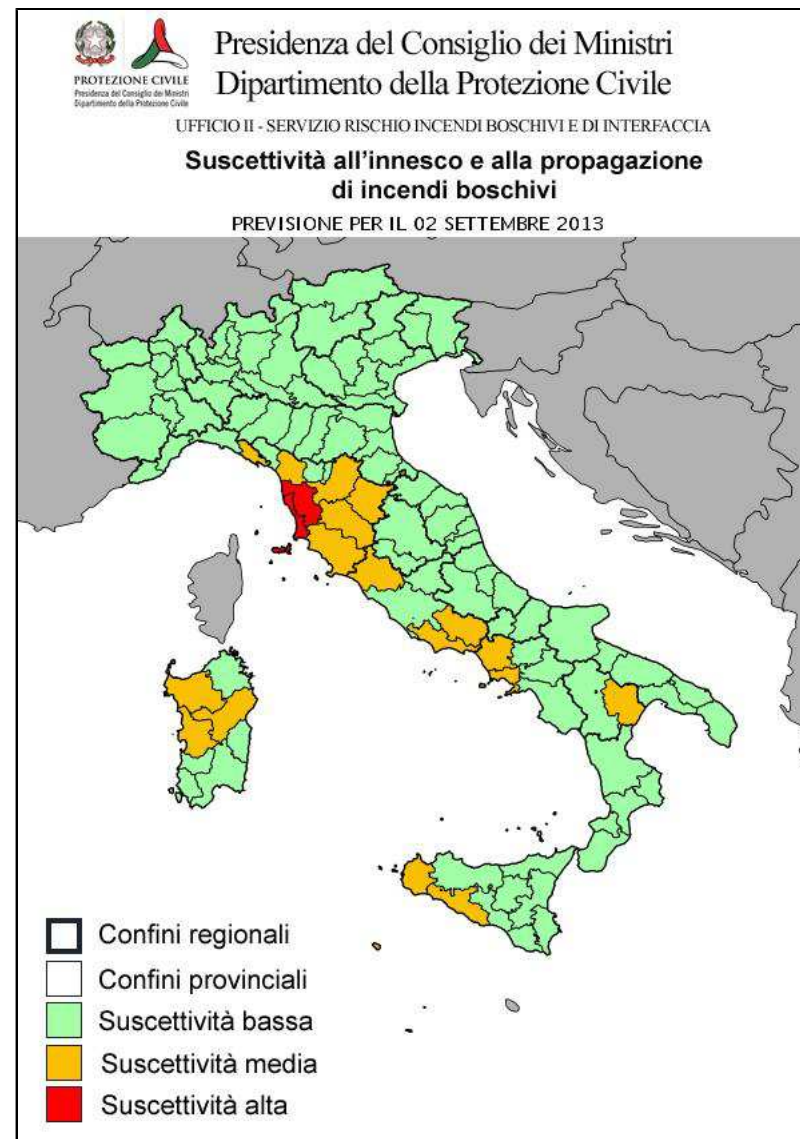 PROTEZIONE CIVILE
Presidenza del Consiglio dei Ministri
Dipartimento della Protezione Civile
Presidenza del Consiglio dei Ministri
Dipartimento della Protezione Civile
UFFICIO II - SERVIZIO RISCHIO INCENDI BOSCHIVI E DI INTERFACCIA
Suscettività all'innesco e alla propagazione
di incendi boschivi
PREVISIONE PER IL 02 SETTEMBRE 2013
Confini regionali
Confini provinciali
Suscettività bassa
Suscettività media
Suscettività alta